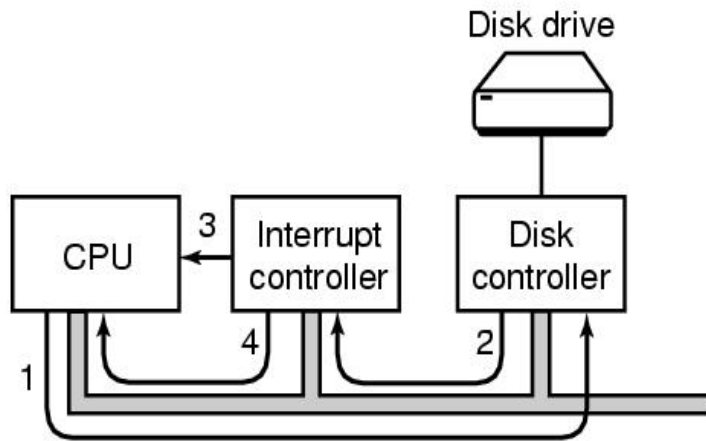 Disk drive
CPU
3
Interrupt
controller
Disk
controller
1
4
2